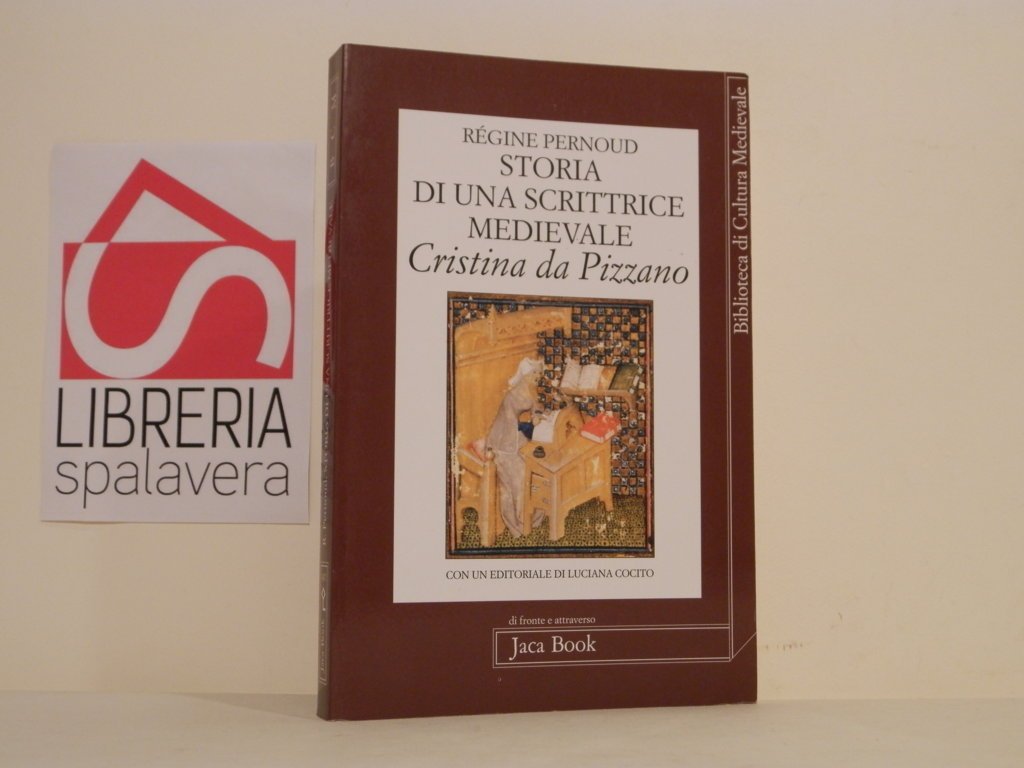 LIBRERIA
spalavera
RÉGINE PERNOUD
STORIA
DI UNA SCRITTRICE
MEDIEVALE
Cristina da Pizzano
CON UN EDITORIALE DI LUCIANA COCITO
di fronte e attraverso
Jaca Book
Biblioteca di Cultura Medievale